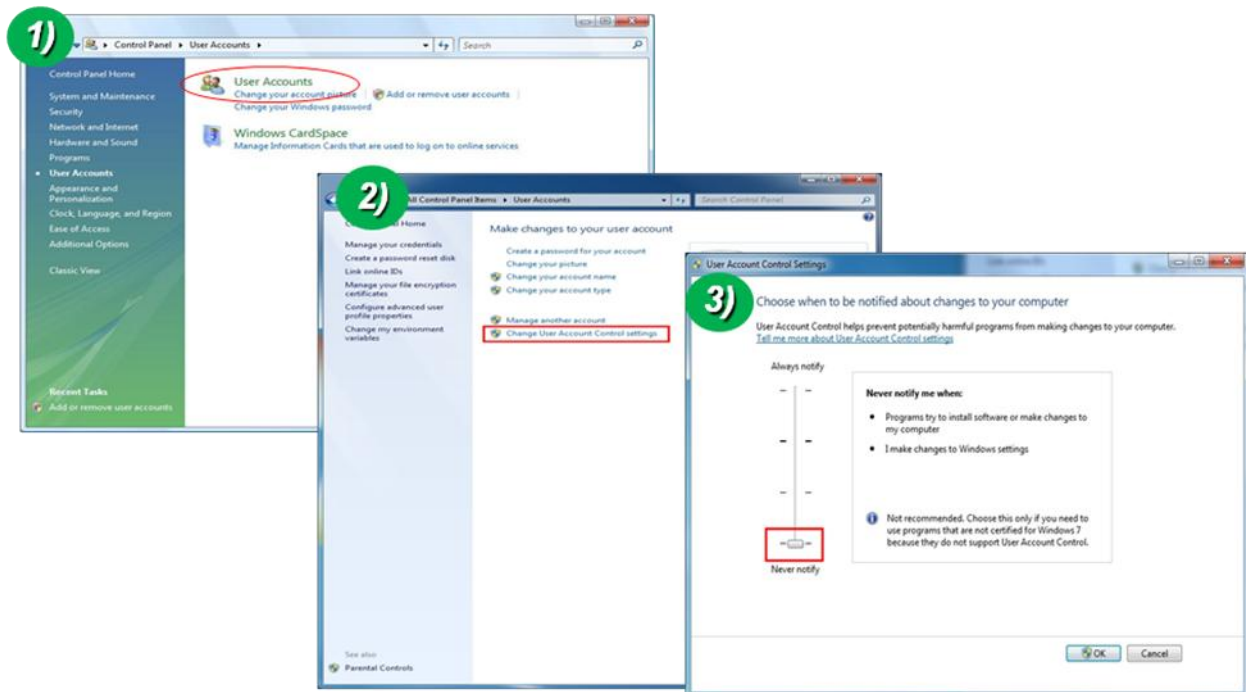 1)
Control Panel ▸ User Accounts ▸
Search
Control Panel Home
System and Maintenance
Security
Network and Internet
Hardware and Sound
Programs
User Accounts
Appearance and
Personalization
Clock, Language, and Region
Ease of Access
Additional Options
Classic View
Recent Tasks
Add or remove user accounts
User Accounts
Change your account picture
Add or remove user accounts
Change your Windows password
Windows CardSpace
Manage Information Cards that are used to log on to online services
2)
All Control Panel Items ▸ User Accounts
Search Control Panel
Home
Manage your credentials
Create a password reset disk
Link online IDs
Manage your file encryption
certificates
Configure advanced user
profile properties
Change my environment
variables
See also
Parental Controls
Make changes to your user account
Create a password for your account
Change your picture
Change your account name
Change your account type
Manage another account
Change User Account Control settings
3)
User Account Control Settings
Choose when to be notified about changes to your computer
User Account Control helps prevent potentially harmful programs from making changes to your computer.
Tell me more about User Account Control settings
Always notify
Never notify
Never notify me when:
• Programs try to install software or make changes to
my computer
• I make changes to Windows settings
Not recommended. Choose this only if you need to
use programs that are not certified for Windows 7
because they do not support User Account Control.
OK
Cancel